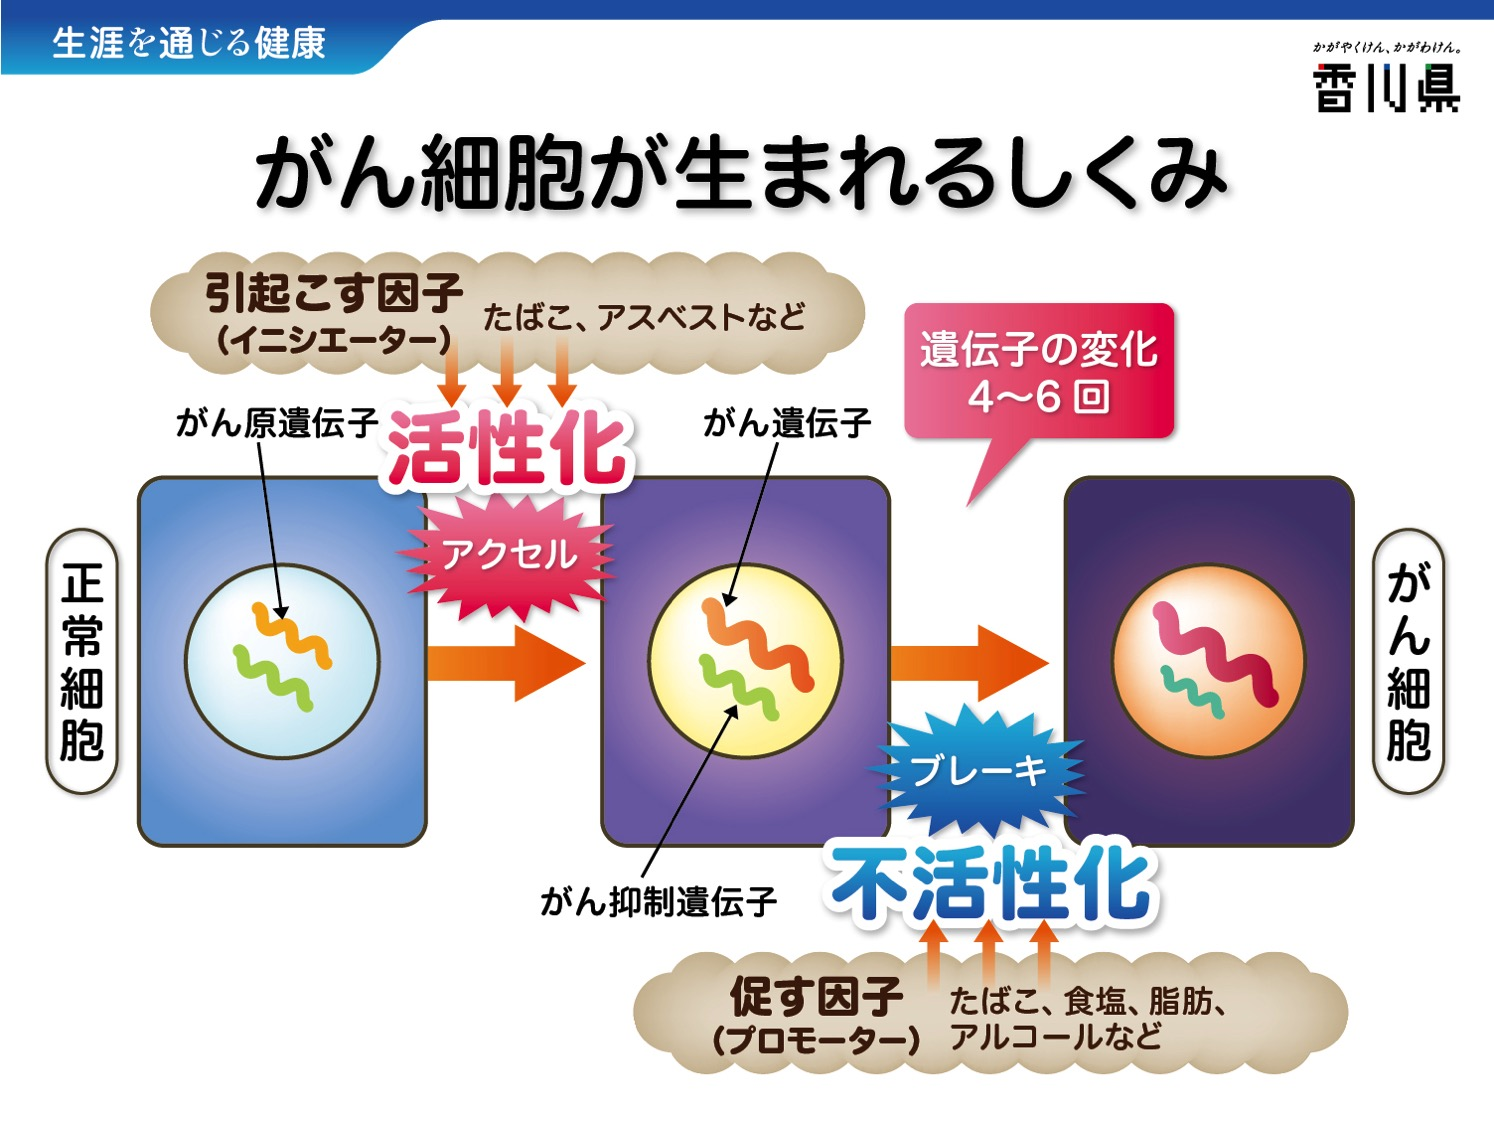 生涯を通じる健康
かがやくけん、かがわけん。
香川県
がん細胞が生まれるしくみ
引起こす因子
(イニシエーター)
たばこ、アスベストなど
遺伝子の変化
4〜6回
がん原遺伝子
活性化
がん遺伝子
アクセル
正常細胞
がん細胞
ブレーキ
不活性化
がん抑制遺伝子
促す因子
(プロモーター)
たばこ、食塩、脂肪、
アルコールなど